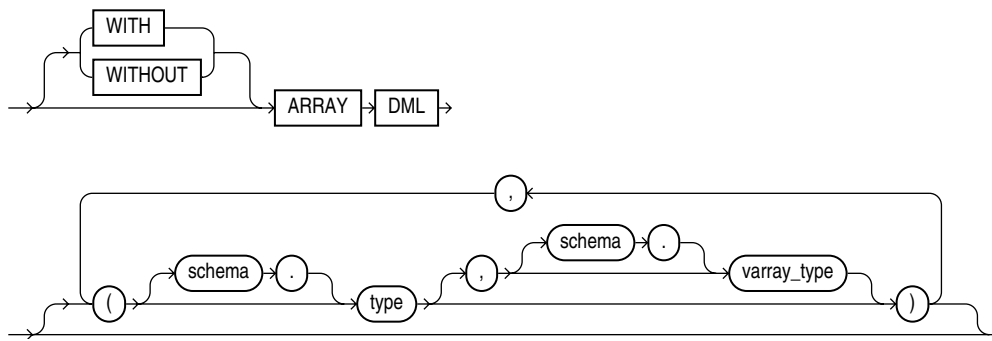 WITH
WITHOUT
ARRAY DML
,
schema .
schema . , varray_type
( type )